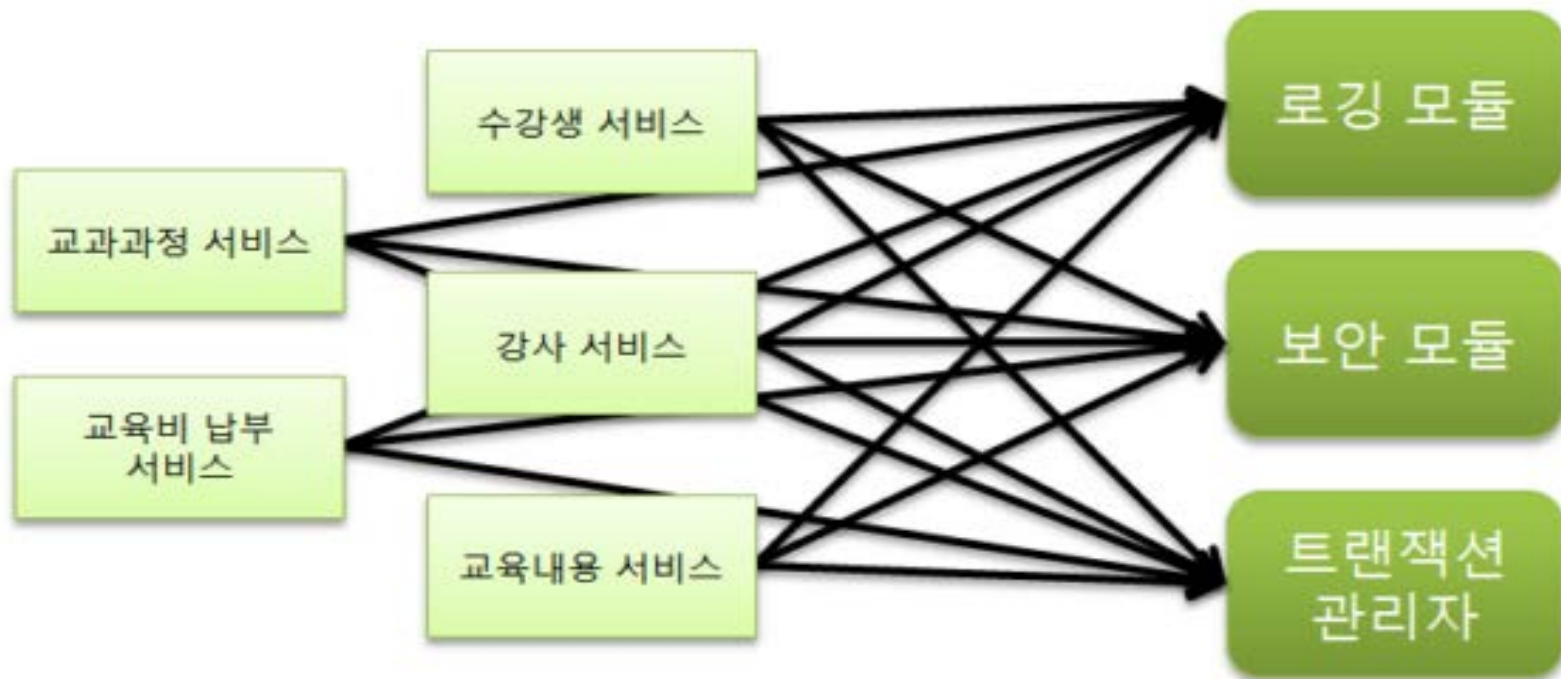 수강생 서비스
교과과정 서비스
강사 서비스
교육비 납부
서비스
교육내용 서비스
로깅 모듈
보안 모듈
트랜잭션
관리자